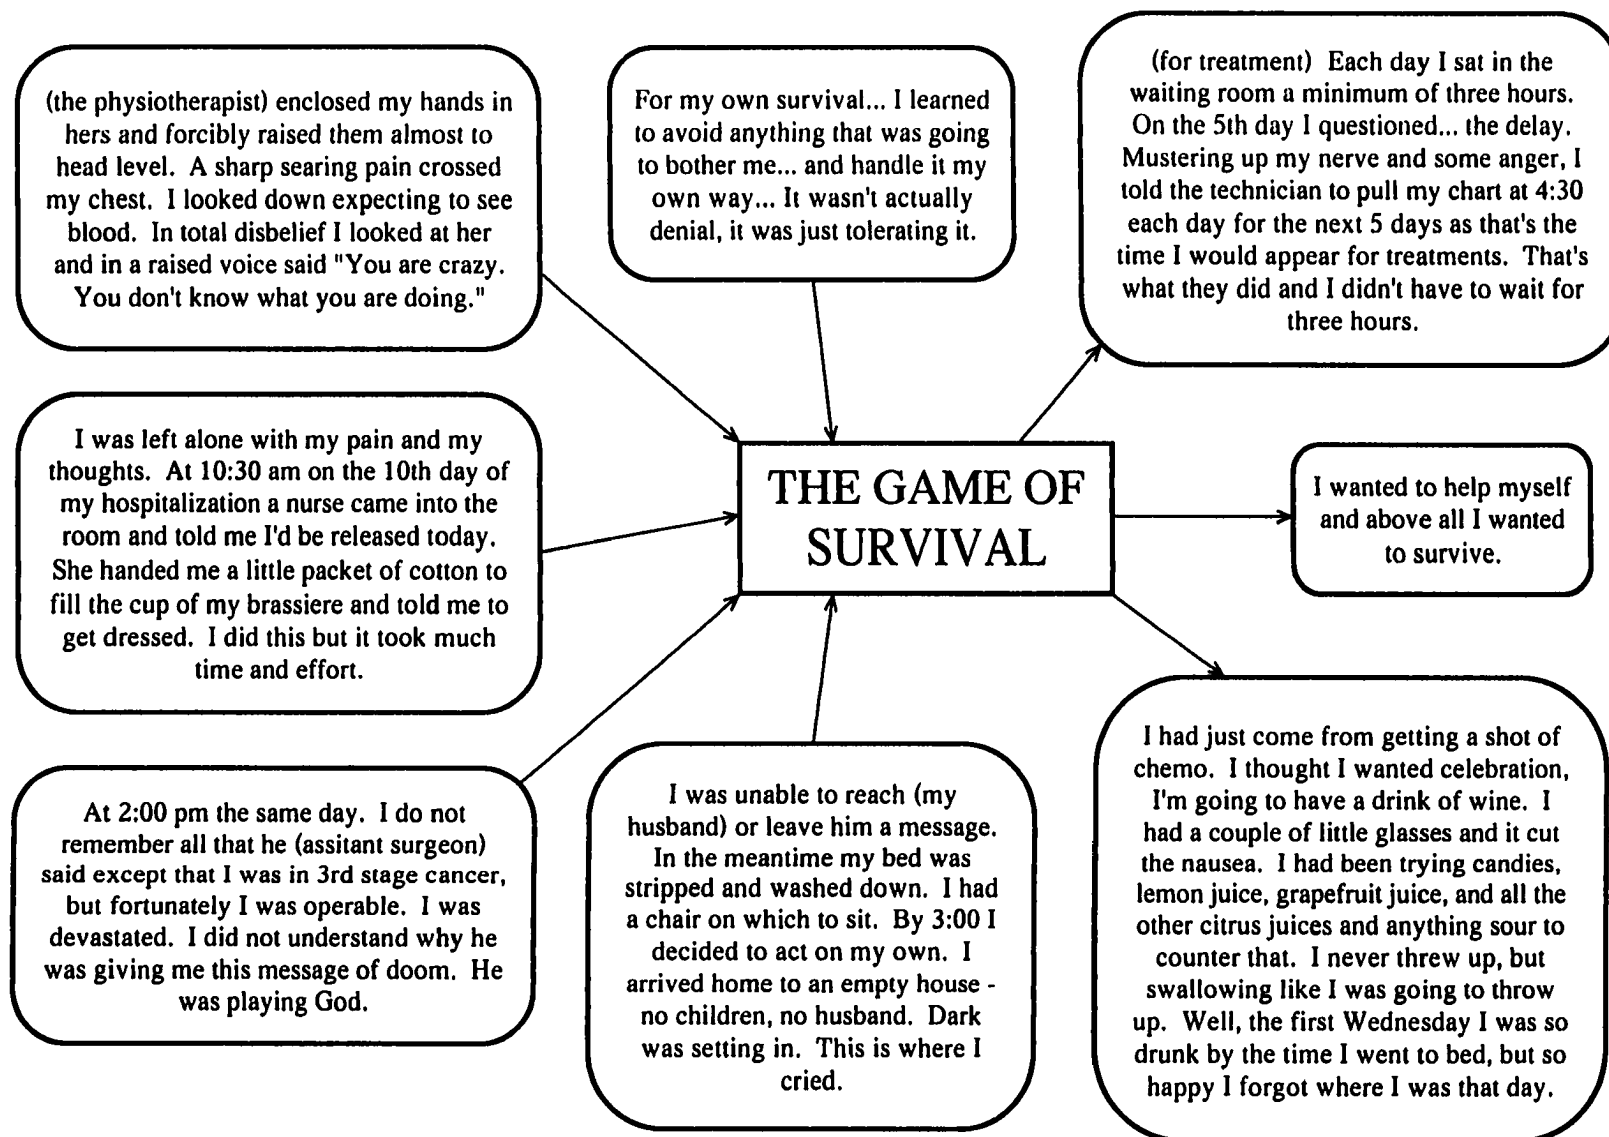 (the physiotherapist) enclosed my hands in
hers and forcibly raised them almost to
head level. A sharp searing pain crossed
my chest. I looked down expecting to see
blood. In total disbelief I looked at her
and in a raised voice said "You are crazy.
You don't know what you are doing."
For my own survival... I learned
to avoid anything that was going
to bother me... and handle it my
own way... It wasn't actually
denial, it was just tolerating it.
(for treatment) Each day I sat in the
waiting room a minimum of three hours.
On the 5th day I questioned... the delay.
Mustering up my nerve and some anger, I
told the technician to pull my chart at 4:30
each day for the next 5 days as that's the
time I would appear for treatments. That's
what they did and I didn't have to wait for
three hours.
I was left alone with my pain and my
thoughts. At 10:30 am on the 10th day of
my hospitalization a nurse came into the
room and told me I'd be released today.
She handed me a little packet of cotton to
fill the cup of my brassiere and told me to
get dressed. I did this but it took much
time and effort.
THE GAME OF
SURVIVAL
I wanted to help myself
and above all I wanted
to survive.
At 2:00 pm the same day. I do not
remember all that he (assitant surgeon)
said except that I was in 3rd stage cancer,
but fortunately I was operable. I was
devastated. I did not understand why he
was giving me this message of doom. He
was playing God.
I was unable to reach (my
husband) or leave him a message.
In the meantime my bed was
stripped and washed down. I had
a chair on which to sit. By 3:00 I
decided to act on my own. I
arrived home to an empty house -
no children, no husband. Dark
was setting in. This is where I
cried.
I had just come from getting a shot of
chemo. I thought I wanted celebration,
I'm going to have a drink of wine. I
had a couple of little glasses and it cut
the nausea. I had been trying candies,
lemon juice, grapefruit juice, and all the
other citrus juices and anything sour to
counter that. I never threw up, but
swallowing like I was going to throw
up. Well, the first Wednesday I was so
drunk by the time I went to bed, but so
happy I forgot where I was that day.